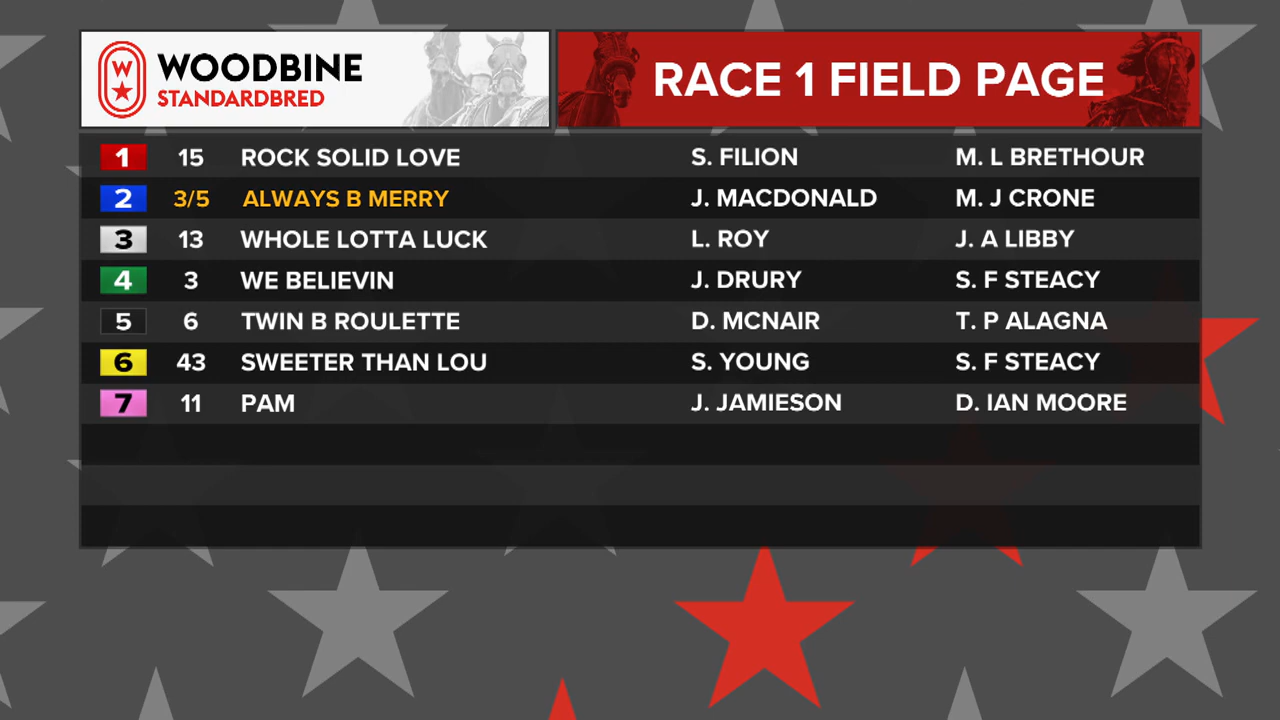 W WOODBINE
STANDARDBRED
RACE 1 FIELD PAGE
1 15 ROCK SOLID LOVE S. FILION M. L BRETHOUR
2 3/5 ALWAYS B MERRY J. MACDONALD M. J CRONE
3 13 WHOLE LOTTA LUCK L. ROY J. A LIBBY
4 3 WE BELIEVIN J. DRURY S. F STEACY
5 6 TWIN B ROULETTE D. MCNAIR T. P ALAGNA
6 43 SWEETER THAN LOU S. YOUNG S. F STEACY
7 11 PAM J. JAMIESON D. IAN MOORE